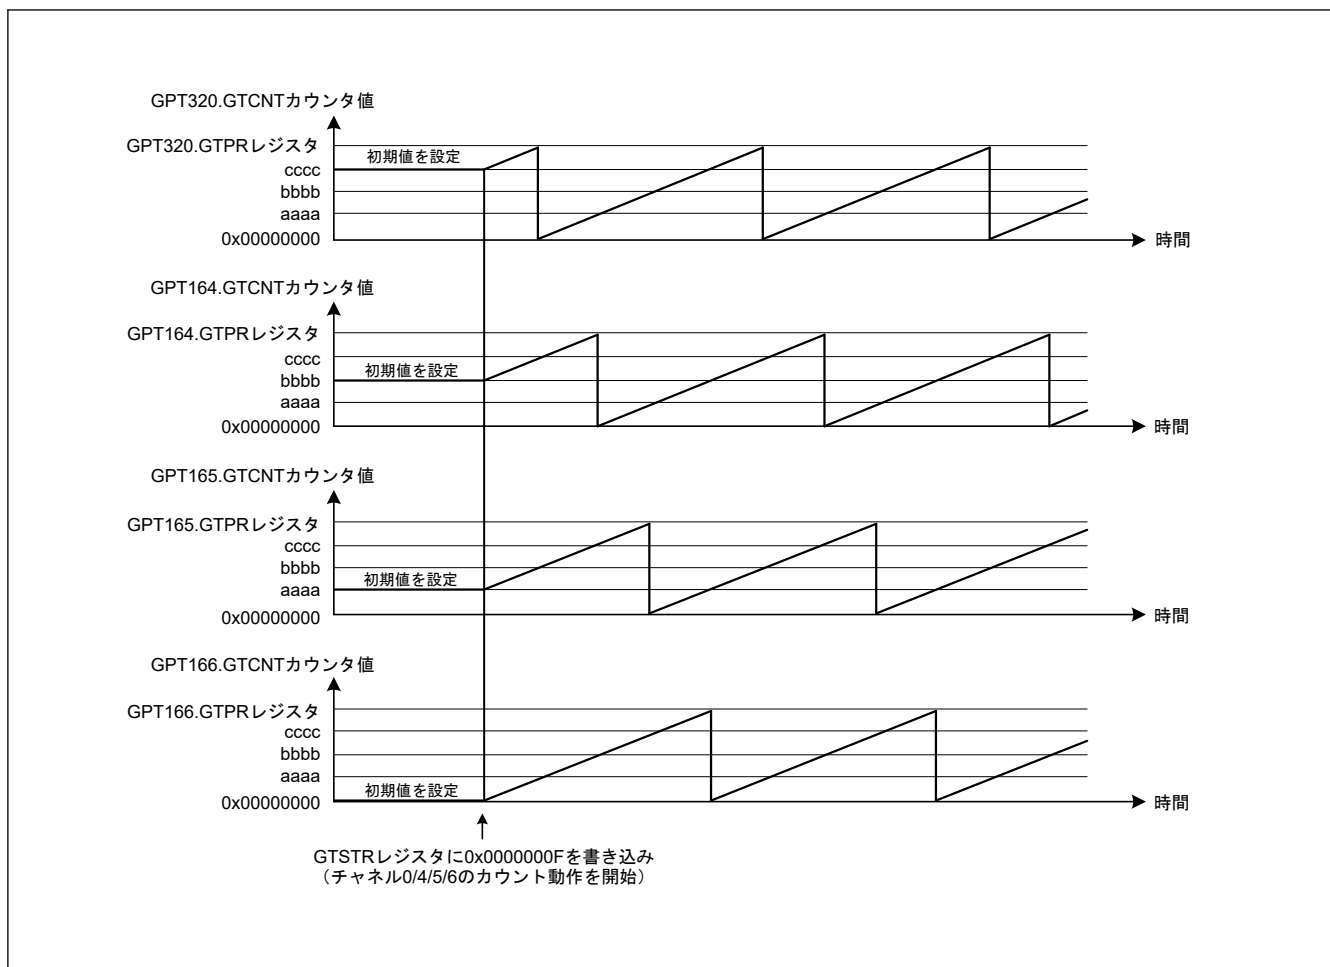 GPT320.GTCNTカウンタ値
GPT320.GTPRレジスタ
初期値を設定
cccc
bbbb
aaaa
0x00000000
時間
GPT164.GTCNTカウンタ値
GPT164.GTPRレジスタ
cccc
初期値を設定
bbbb
aaaa
0x00000000
時間
GPT165.GTCNTカウンタ値
GPT165.GTPRレジスタ
cccc
bbbb
初期値を設定
aaaa
0x00000000
時間
GPT166.GTCNTカウンタ値
GPT166.GTPRレジスタ
cccc
bbbb
aaaa
初期値を設定
0x00000000
時間
GTSTRレジスタに0x0000000Fを書き込み
（チャネル0/4/5/6のカウント動作を開始）